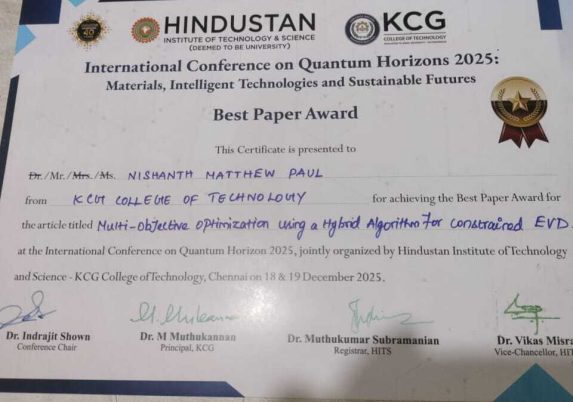 HINDUSTAN
INSTITUTE OF TECHNOLOGY & SCIENCE
(DEEMED TO BE UNIVERSITY)
KCG
COLLEGE OF TECHNOLOGY
International Conference on Quantum Horizons 2025:
Materials, Intelligent Technologies and Sustainable Futures
Best Paper Award
This Certificate is presented to
Dr./Mr./Mrs./Ms. NISHANTH MATTHEW PAUL
from KCG COLLEGE OF TECHNOLOGY for achieving the Best Paper Award for
the article titled Multi-Objective Optimization using a Hybrid Algorithm for constrained EVD
at the International Conference on Quantum Horizon 2025, jointly organized by Hindustan Institute of Technology
and Science - KCG College of Technology, Chennai on 18 & 19 December 2025.
Dr. Indrajit Shown
Conference Chair
Dr. M Muthukannan
Principal, KCG
Dr. Muthukumar Subramanian
Registrar, HITS
Dr. Vikas Misra
Vice-Chancellor, HIT